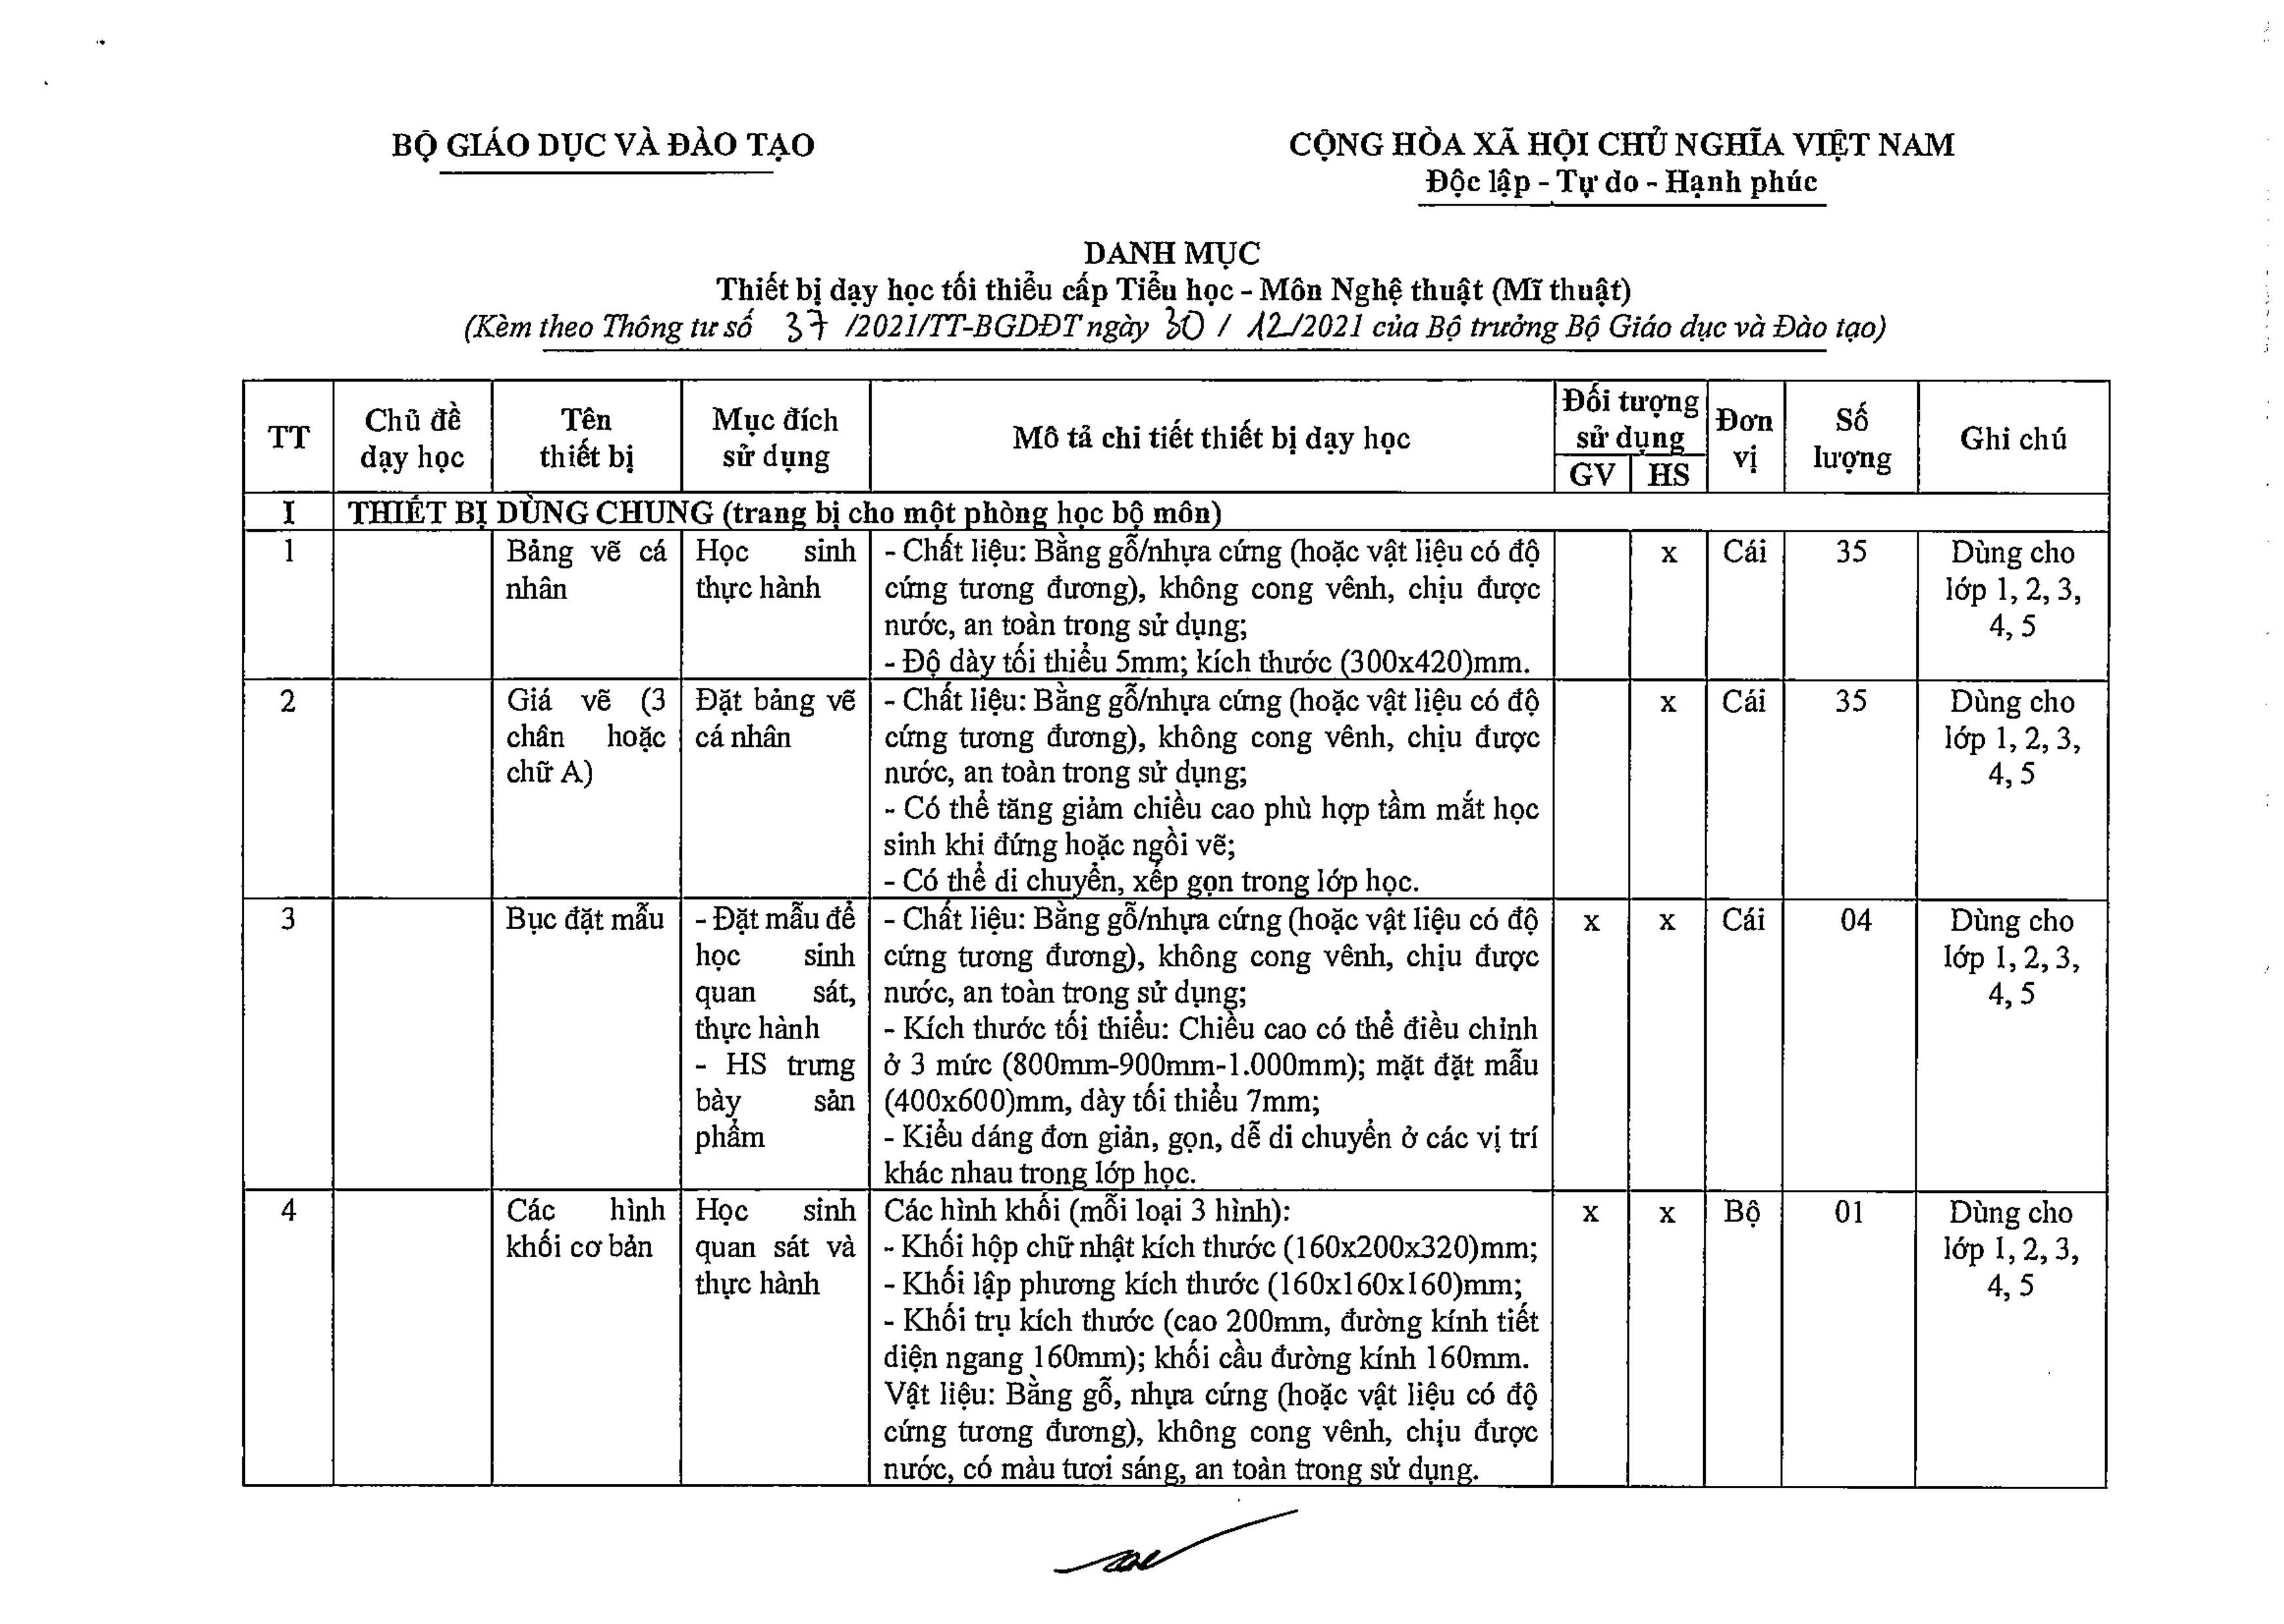 BỘ GIÁO DỤC VÀ ĐÀO TẠO
CỘNG HÒA XÃ HỘI CHỦ NGHĨA VIỆT NAM
Độc lập - Tự do - Hạnh phúc
DANH MỤC
Thiết bị dạy học tối thiểu cấp Tiểu học - Môn Nghệ thuật (Mĩ thuật)
(Kèm theo Thông tư số 37 /2021/TT-BGDĐT ngày 30 / 12/2021 của Bộ trưởng Bộ Giáo dục và Đào tạo)
TT
Chủ đề
dạy học
Tên
thiết bị
Mục đích
sử dụng
Mô tả chi tiết thiết bị dạy học
Đối tượng
sử dụng
GV
HS
Đơn
vị
Số
lượng
Ghi chú
I
THIẾT BỊ DÙNG CHUNG (trang bị cho một phòng học bộ môn)
1
Bảng vẽ cá
nhân
Học sinh
thực hành
- Chất liệu: Bằng gỗ/nhựa cứng (hoặc vật liệu có độ
cứng tương đương), không cong vênh, chịu được
nước, an toàn trong sử dụng;
- Độ dày tối thiểu 5mm; kích thước (300x420)mm.
x
Cái
35
Dùng cho
lớp 1, 2, 3,
4, 5
2
Giá vẽ (3
chân hoặc
chữ A)
Đặt bảng vẽ
cá nhân
- Chất liệu: Bằng gỗ/nhựa cứng (hoặc vật liệu có độ
cứng tương đương), không cong vênh, chịu được
nước, an toàn trong sử dụng;
- Có thể tăng giảm chiều cao phù hợp tầm mắt học
sinh khi đứng hoặc ngồi vẽ;
- Có thể di chuyển, xếp gọn trong lớp học.
x
Cái
35
Dùng cho
lớp 1, 2, 3,
4, 5
3
Bục đặt mẫu
- Đặt mẫu để
học sinh
quan sát,
thực hành
- HS trưng
bày sản
phẩm
- Chất liệu: Bằng gỗ/nhựa cứng (hoặc vật liệu có độ
cứng tương đương), không cong vênh, chịu được
nước, an toàn trong sử dụng;
- Kích thước tối thiểu: Chiều cao có thể điều chỉnh
ở 3 mức (800mm-900mm-1.000mm); mặt đặt mẫu
(400x600)mm, dày tối thiểu 7mm;
- Kiểu dáng đơn giản, gọn, dễ di chuyển ở các vị trí
khác nhau trong lớp học.
x
x
Cái
04
Dùng cho
lớp 1, 2, 3,
4, 5
4
Các hình
khối cơ bản
Học sinh
quan sát và
thực hành
Các hình khối (mỗi loại 3 hình):
- Khối hộp chữ nhật kích thước (160x200x320)mm;
- Khối lập phương kích thước (160x160x160)mm;
- Khối trụ kích thước (cao 200mm, đường kính tiết
diện ngang 160mm); khối cầu đường kính 160mm.
Vật liệu: Bằng gỗ, nhựa cứng (hoặc vật liệu có độ
cứng tương đương), không cong vênh, chịu được
nước, có màu tươi sáng, an toàn trong sử dụng.
x
x
Bộ
01
Dùng cho
lớp 1, 2, 3,
4, 5